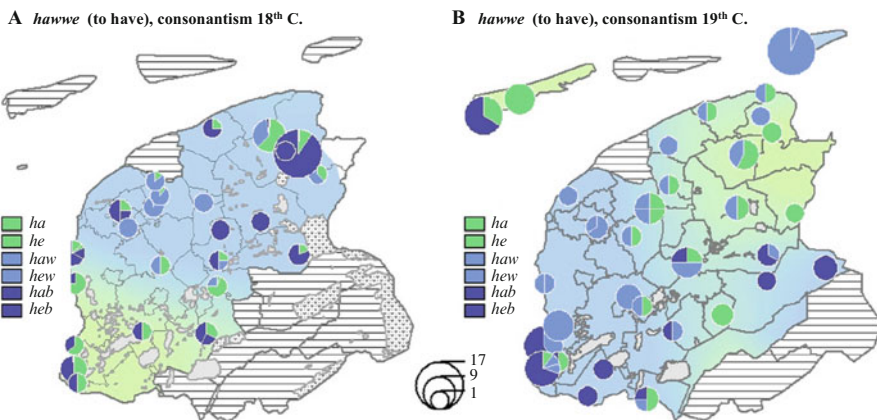 A hawwe (to have), consonantism 18th C.
B hawwe (to have), consonantism 19th C.
ha
he
haw
hew
hab
heb
17
9
1
ha
he
haw
hew
hab
heb